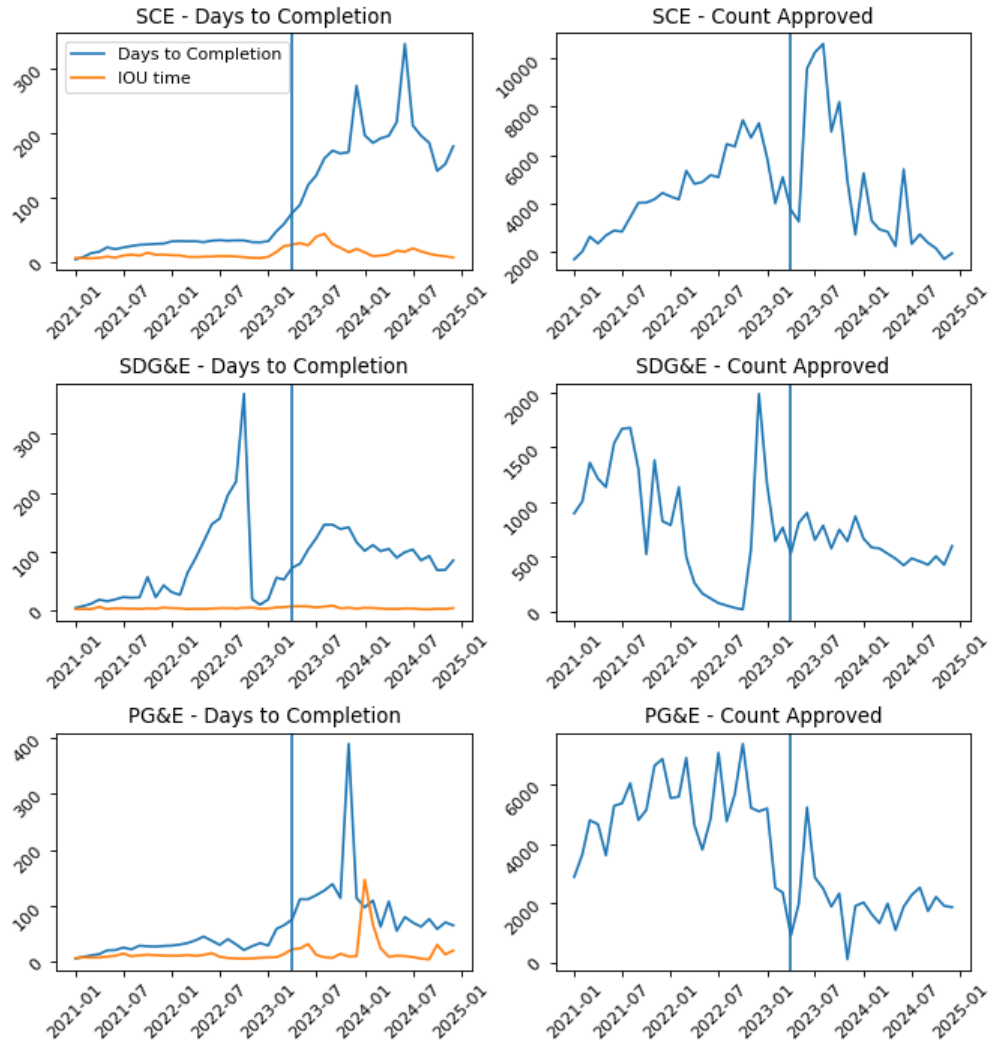 SCE - Days to Completion
SCE - Count Approved
Days to Completion
IOU time
300
200
100
0
10000
8000
6000
4000
2000
2021-01 2021-07 2022-01 2022-07 2023-01 2023-07 2024-01 2024-07 2025-01
2021-01 2021-07 2022-01 2022-07 2023-01 2023-07 2024-01 2024-07 2025-01
SDG&E - Days to Completion
SDG&E - Count Approved
300
200
100
0
2000
1500
1000
500
0
2021-01 2021-07 2022-01 2022-07 2023-01 2023-07 2024-01 2024-07 2025-01
2021-01 2021-07 2022-01 2022-07 2023-01 2023-07 2024-01 2024-07 2025-01
PG&E - Days to Completion
PG&E - Count Approved
400
300
200
100
0
6000
4000
2000
0
2021-01 2021-07 2022-01 2022-07 2023-01 2023-07 2024-01 2024-07 2025-01
2021-01 2021-07 2022-01 2022-07 2023-01 2023-07 2024-01 2024-07 2025-01